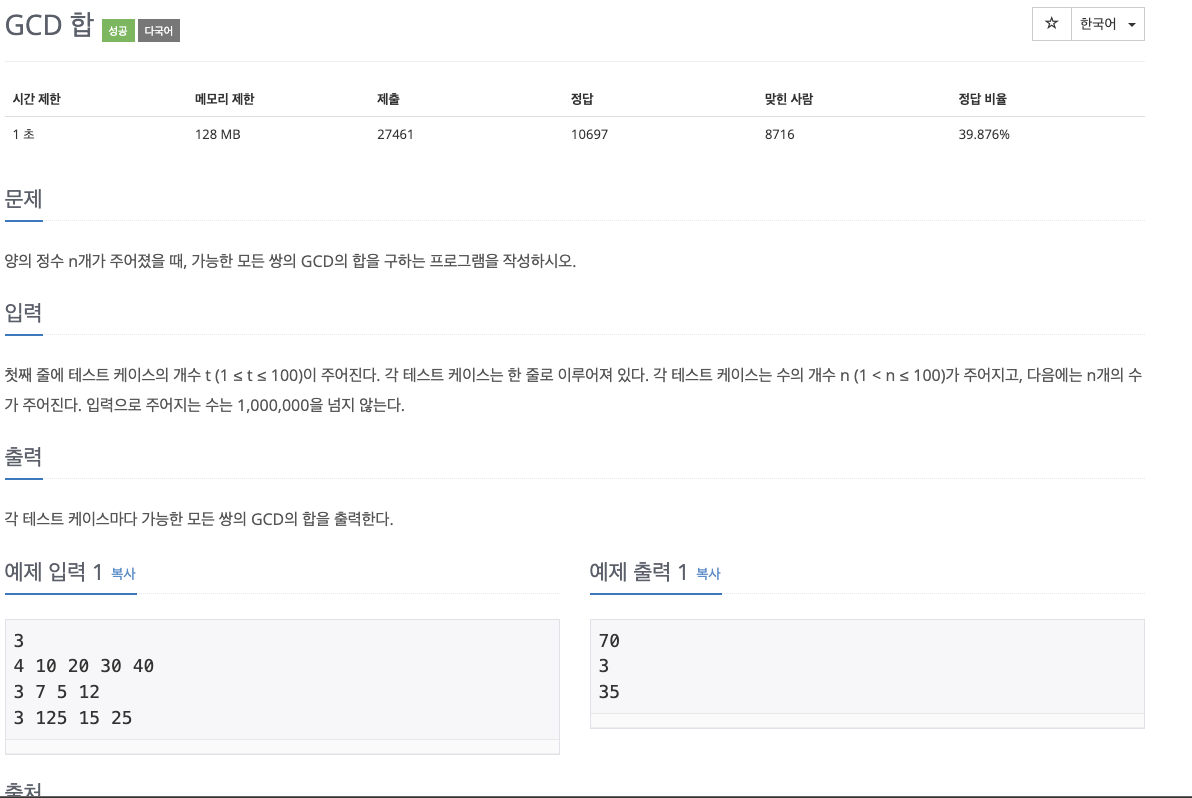 GCD 합 성공 다국어
☆ 한국어
시간 제한 메모리 제한 제출 정답 맞힌 사람 정답 비율
1 초 128 MB 27461 10697 8716 39.876%
문제
양의 정수 n개가 주어졌을 때, 가능한 모든 쌍의 GCD의 합을 구하는 프로그램을 작성하시오.
입력
첫째 줄에 테스트 케이스의 개수 t (1 ≤ t ≤ 100)이 주어진다. 각 테스트 케이스는 한 줄로 이루어져 있다. 각 테스트 케이스는 수의 개수 n (1 < n ≤ 100)가 주어지고, 다음에는 n개의 수
가 주어진다. 입력으로 주어지는 수는 1,000,000을 넘지 않는다.
출력
각 테스트 케이스마다 가능한 모든 쌍의 GCD의 합을 출력한다.
예제 입력 1 복사
3
4 10 20 30 40
3 7 5 12
3 125 15 25
예제 출력 1 복사
70
3
35
출처